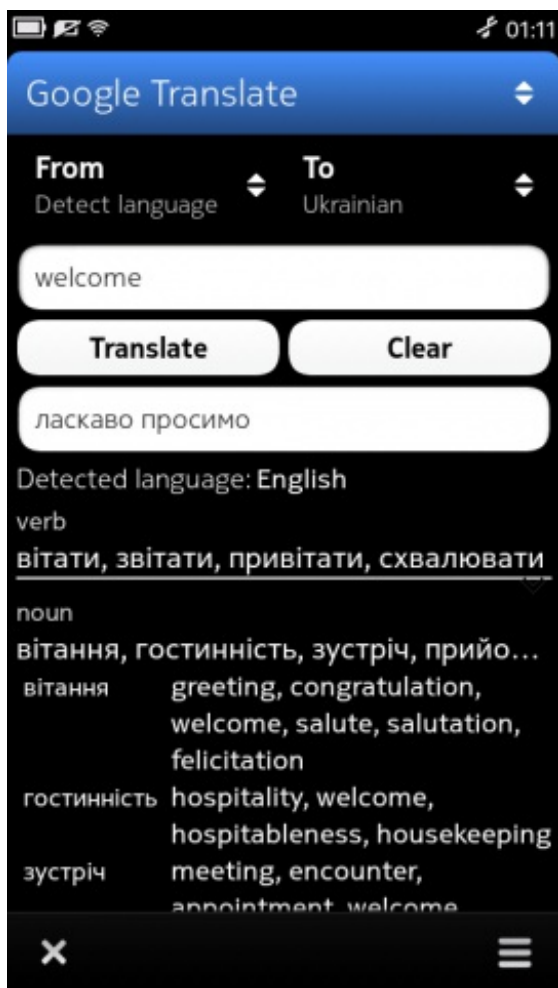 01:11
Google Translate
From To
Detect language Ukrainian
welcome
Translate Clear
ласкаво просимо
Detected language: English
verb
вітати, звітати, привітати, схвалювати
noun
вітання, гостинність, зустріч, прийо...
вітання greeting, congratulation,
welcome, salute, salutation,
felicitation
гостинність hospitality, welcome,
hospitableness, housekeeping
зустріч meeting, encounter,
appointment, welcome